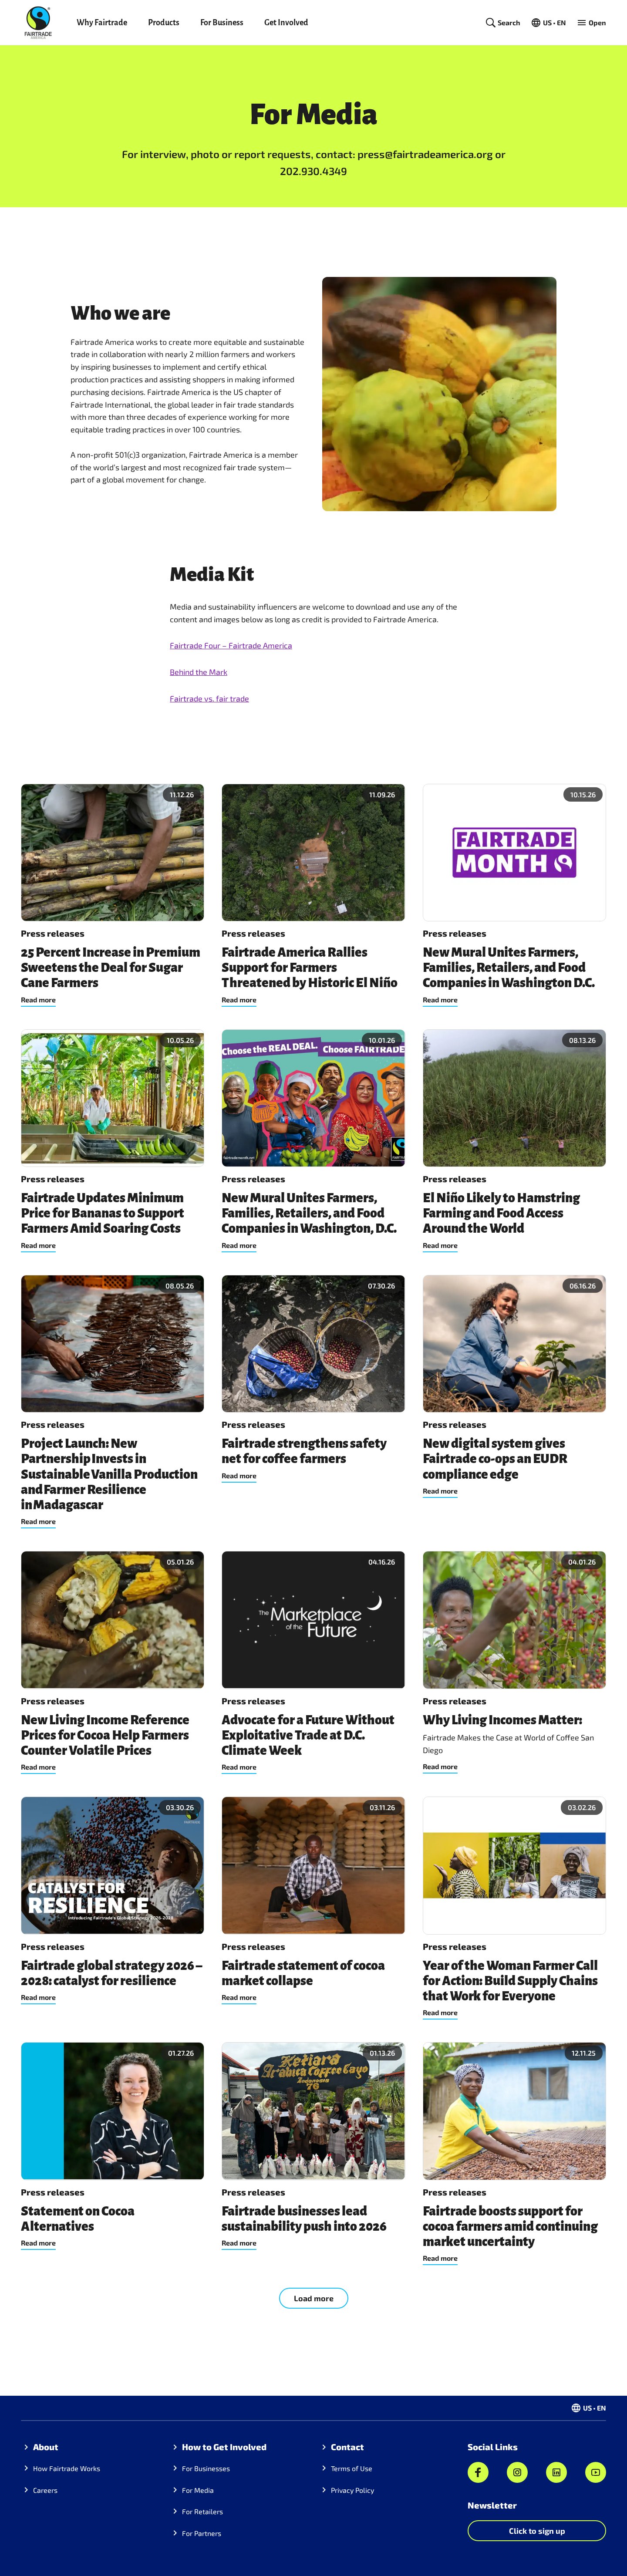 FAIRTRADE
AMERICA
Why Fairtrade
Products
For Business
Get Involved
Search
US • EN
Open
For Media
For interview, photo or report requests, contact: press@fairtradeamerica.org or
202.930.4349
Who we are
Fairtrade America works to create more equitable and sustainable
trade in collaboration with nearly 2 million farmers and workers
by inspiring businesses to implement and certify ethical
production practices and assisting shoppers in making informed
purchasing decisions. Fairtrade America is the US chapter of
Fairtrade International, the global leader in fair trade standards
with more than three decades of experience working for more
equitable trading practices in over 100 countries.
A non-profit 501(c)3 organization, Fairtrade America is a member
of the world's largest and most recognized fair trade system—
part of a global movement for change.
Media Kit
Media and sustainability influencers are welcome to download and use any of the
content and images below as long as credit is provided to Fairtrade America.
Fairtrade Four – Fairtrade America
Behind the Mark
Fairtrade vs. fair trade
11.12.26
Press releases
25 Percent Increase in Premium
Sweetens the Deal for Sugar
Cane Farmers
Read more
11.09.26
Press releases
Fairtrade America Rallies
Support for Farmers
Threatened by Historic El Niño
Read more
10.15.26
FAIRTRADE
MONTH
Press releases
New Mural Unites Farmers,
Families, Retailers, and Food
Companies in Washington D.C.
Read more
10.05.26
Press releases
Fairtrade Updates Minimum
Price for Bananas to Support
Farmers Amid Soaring Costs
Read more
10.01.26
Choose the REAL DEAL.
Choose FAIRTRADE
Press releases
New Mural Unites Farmers,
Families, Retailers, and Food
Companies in Washington, D.C.
Read more
08.13.26
Press releases
El Niño Likely to Hamstring
Farming and Food Access
Around the World
Read more
08.05.26
Press releases
Project Launch: New
Partnership Invests in
Sustainable Vanilla Production
and Farmer Resilience
in Madagascar
Read more
07.30.26
Press releases
Fairtrade strengthens safety
net for coffee farmers
Read more
06.16.26
Press releases
New digital system gives
Fairtrade co-ops an EUDR
compliance edge
Read more
05.01.26
Press releases
New Living Income Reference
Prices for Cocoa Help Farmers
Counter Volatile Prices
Read more
04.16.26
The Marketplace
of the Future
Press releases
Advocate for a Future Without
Exploitative Trade at D.C.
Climate Week
Read more
04.01.26
Press releases
Why Living Incomes Matter:
Fairtrade Makes the Case at World of Coffee San
Diego
Read more
03.30.26
CATALYST FOR
RESILIENCE
Introducing Fairtrade's Global Strategy 2026-2028
Press releases
Fairtrade global strategy 2026 –
2028: catalyst for resilience
Read more
03.11.26
Press releases
Fairtrade statement of cocoa
market collapse
Read more
03.02.26
Press releases
Year of the Woman Farmer Call
for Action: Build Supply Chains
that Work for Everyone
Read more
01.27.26
Press releases
Statement on Cocoa
Alternatives
Read more
01.13.26
Ketiara
Arabica Coffee Gayo
Indonesia
Press releases
Fairtrade businesses lead
sustainability push into 2026
Read more
12.11.25
Press releases
Fairtrade boosts support for
cocoa farmers amid continuing
market uncertainty
Read more
Load more
US • EN
About
How Fairtrade Works
Careers
How to Get Involved
For Businesses
For Media
For Retailers
For Partners
Contact
Terms of Use
Privacy Policy
Social Links
Newsletter
Click to sign up